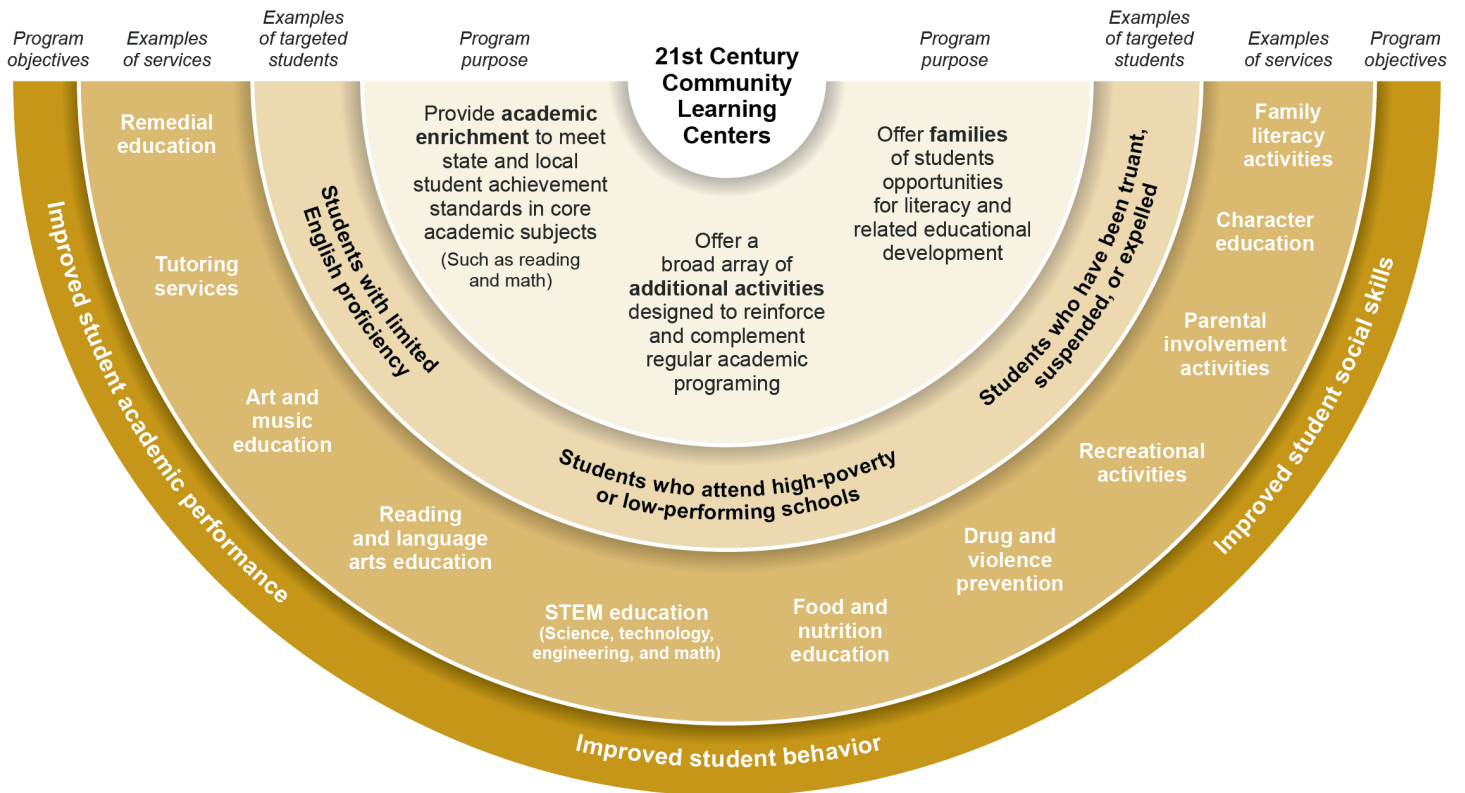 Program
objectives
Examples
of services
Examples
of targeted
students
Program
purpose
21st Century
Community
Learning
Centers
Program
purpose
Examples
of targeted
students
Examples
of services
Program
objectives
Provide academic
enrichment to meet
state and local
student achievement
standards in core
academic subjects
(Such as reading
and math)
Offer a
broad array of
additional activities
designed to reinforce
and complement
regular academic
programing
Offer families
of students
opportunities
for literacy and
related educational
development
Students with limited
English proficiency
Students who attend high-poverty
or low-performing schools
Students who have been truant,
suspended, or expelled
Remedial
education
Tutoring
services
Art and
music
education
Reading
and language
arts education
STEM education
(Science, technology,
engineering, and math)
Food and
nutrition
education
Drug and
violence
prevention
Recreational
activities
Parental
involvement
activities
Character
education
Family
literacy
activities
Improved student academic performance
Improved student behavior
Improved student social skills